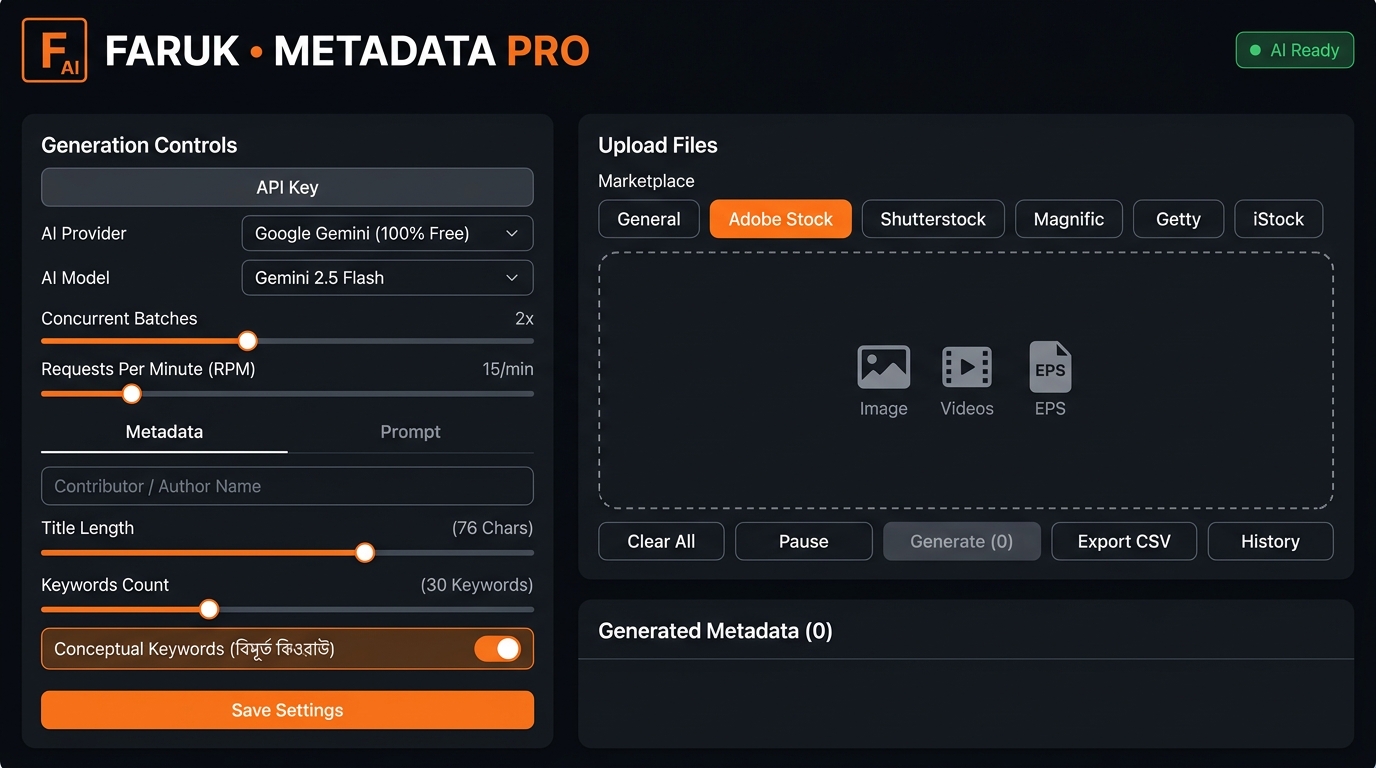 F AI
FARUK • METADATA PRO
AI Ready
Generation Controls
API Key
AI Provider
Google Gemini (100% Free)
AI Model
Gemini 2.5 Flash
Concurrent Batches
2x
Requests Per Minute (RPM)
15/min
Metadata
Prompt
Contributor / Author Name
Title Length
(76 Chars)
Keywords Count
(30 Keywords)
Conceptual Keywords
Save Settings
Upload Files
Marketplace
General
Adobe Stock
Shutterstock
Magnific
Getty
iStock
EPS
Image
Videos
EPS
Clear All
Pause
Generate (0)
Export CSV
History
Generated Metadata (0)